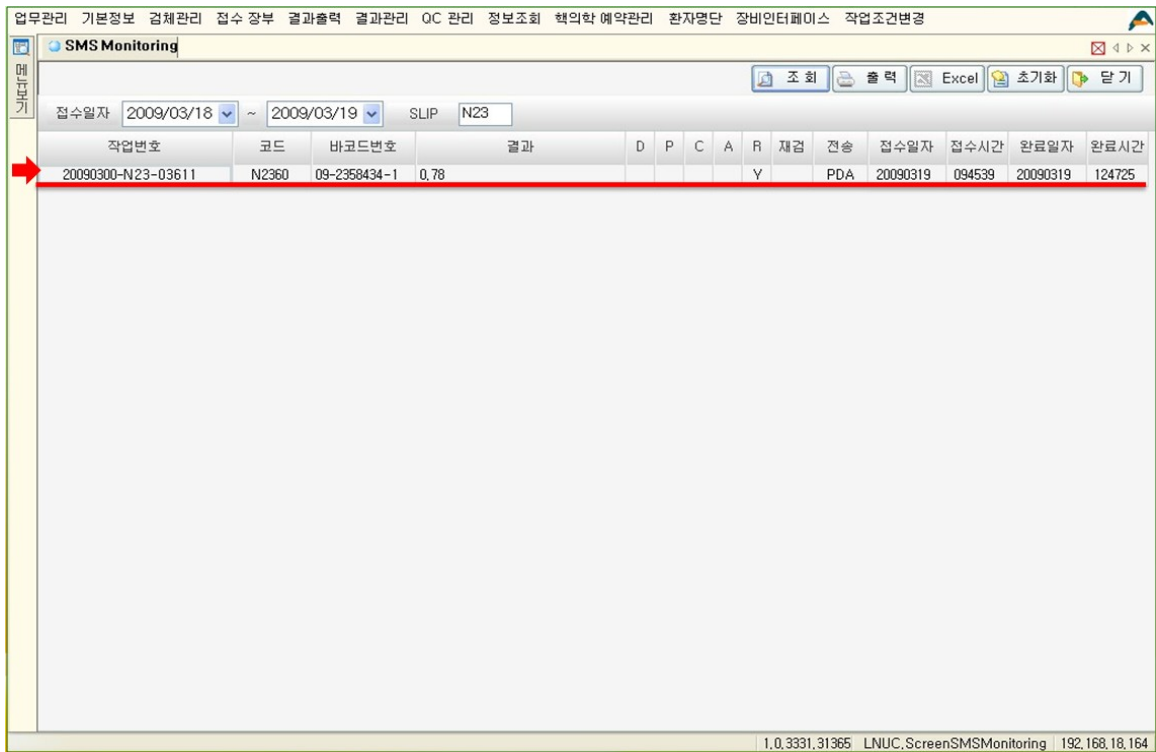 업무관리 기본정보 검체관리 접수 장부 결과출력 결과관리 QC 관리 정보조회 핵의학 예약관리 환자명단 장비인터페이스 작업조건변경
SMS Monitoring
메뉴보기
조 회 출 력 Excel 초기화 닫 기
접수일자 2009/03/18 ~ 2009/03/19 SLIP N23
작업번호 코드 바코드번호 결과 D P C A R 재검 전송 접수일자 접수시간 완료일자 완료시간
20090300-N23-03611 N2360 09-2358434-1 0.78 Y PDA 20090319 094539 20090319 124725
1.0.3331.31365 LNUC.ScreenSMSMonitoring 192.168.18.164